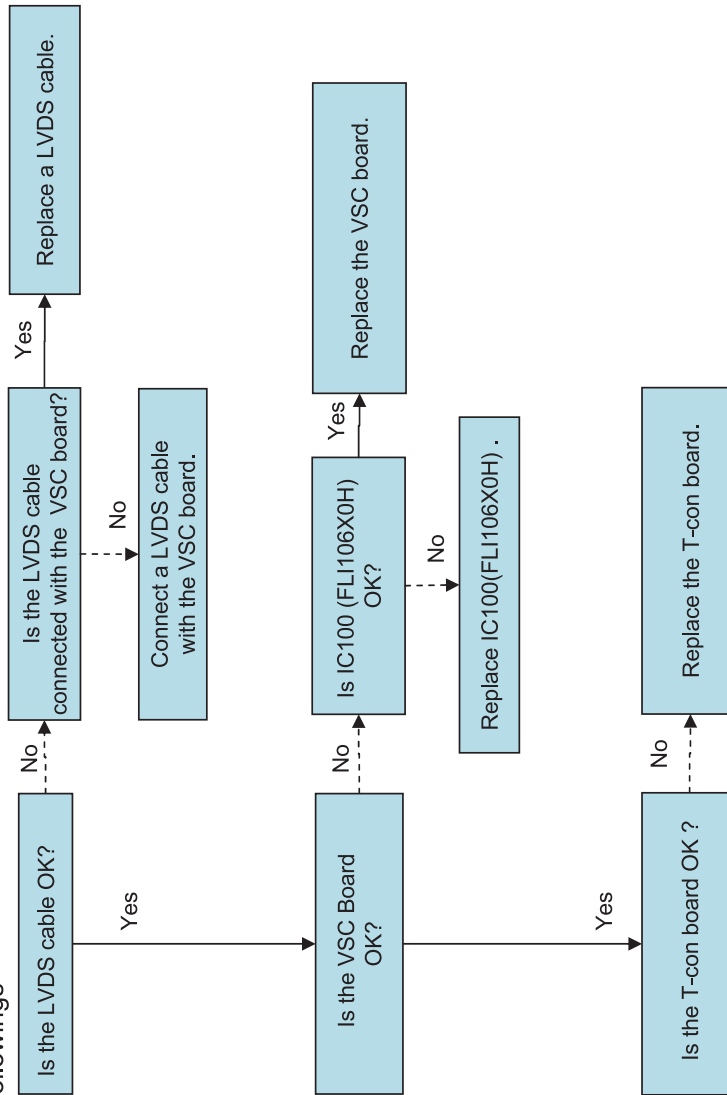 Is the LVDS cable OK?
No
Is the LVDS cable
connected with the VSC board?
Yes
Replace a LVDS cable.
No
Connect a LVDS cable
with the VSC board.
Yes
Is the VSC Board
OK?
No
Is IC100 (FLI106X0H)
OK?
Yes
Replace the VSC board.
No
Replace IC100(FLI106X0H) .
Yes
Is the T-con board OK ?
No
Replace the T-con board.